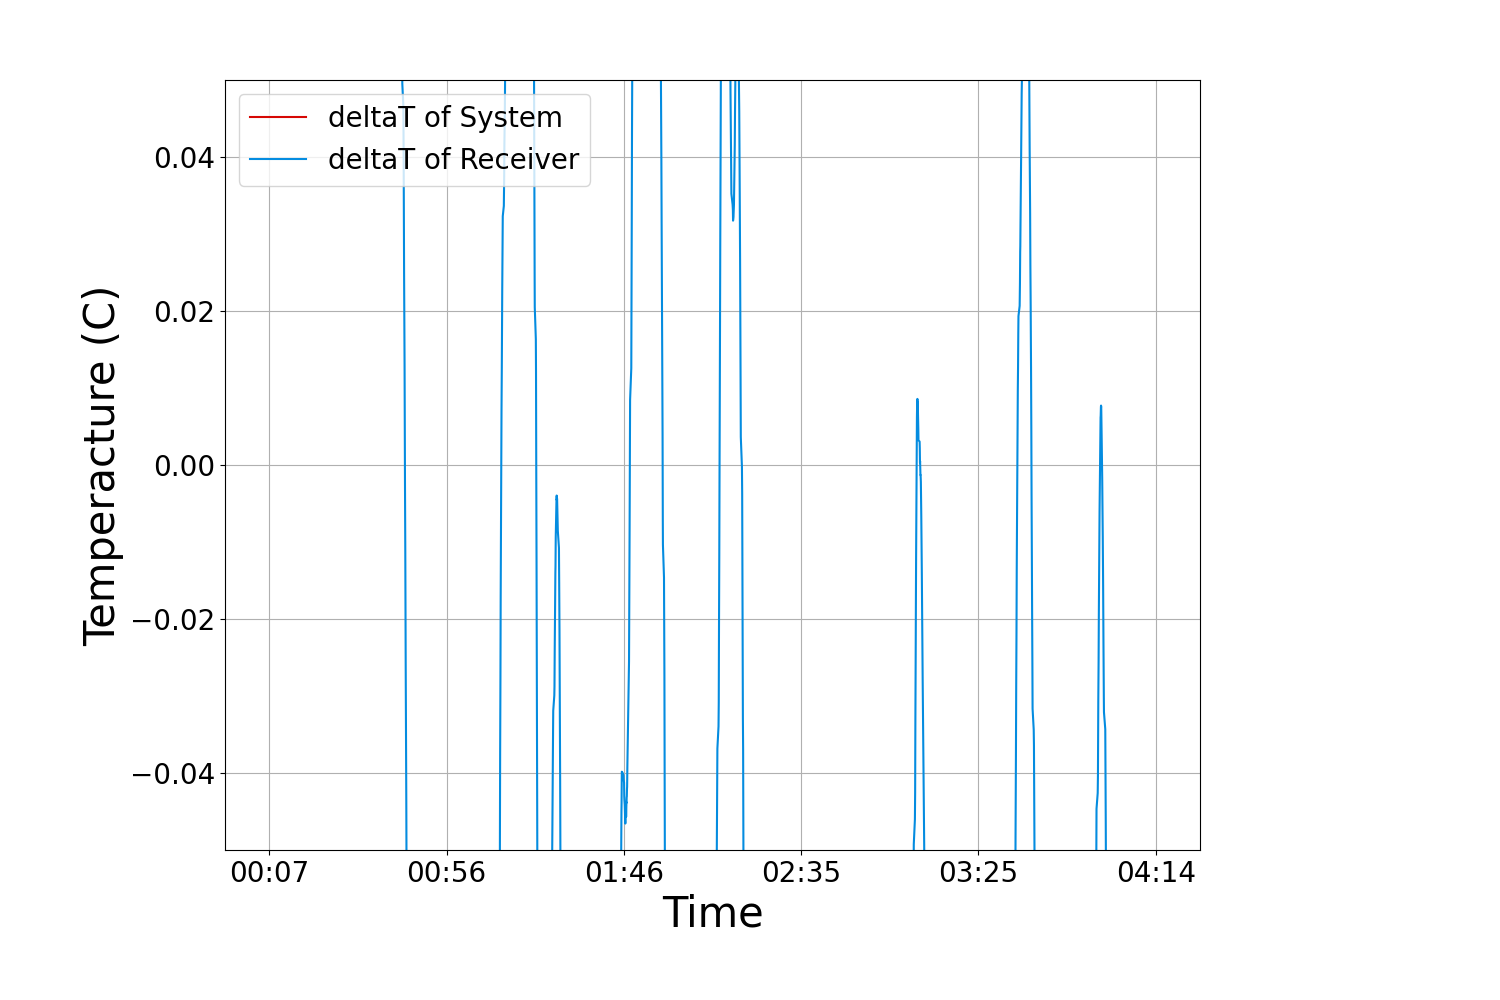 deltaT of System
deltaT of Receiver
0.04
0.02
0.00
−0.02
−0.04
Temperacture (C)
00:07 00:56 01:46 02:35 03:25 04:14
Time